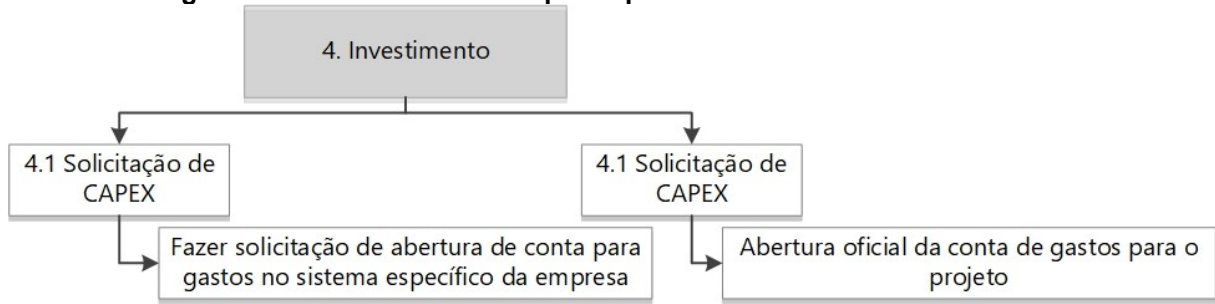 4. Investimento
4.1 Solicitação de
CAPEX
4.1 Solicitação de
CAPEX
Fazer solicitação de abertura de conta para
gastos no sistema específico da empresa
Abertura oficial da conta de gastos para o
projeto